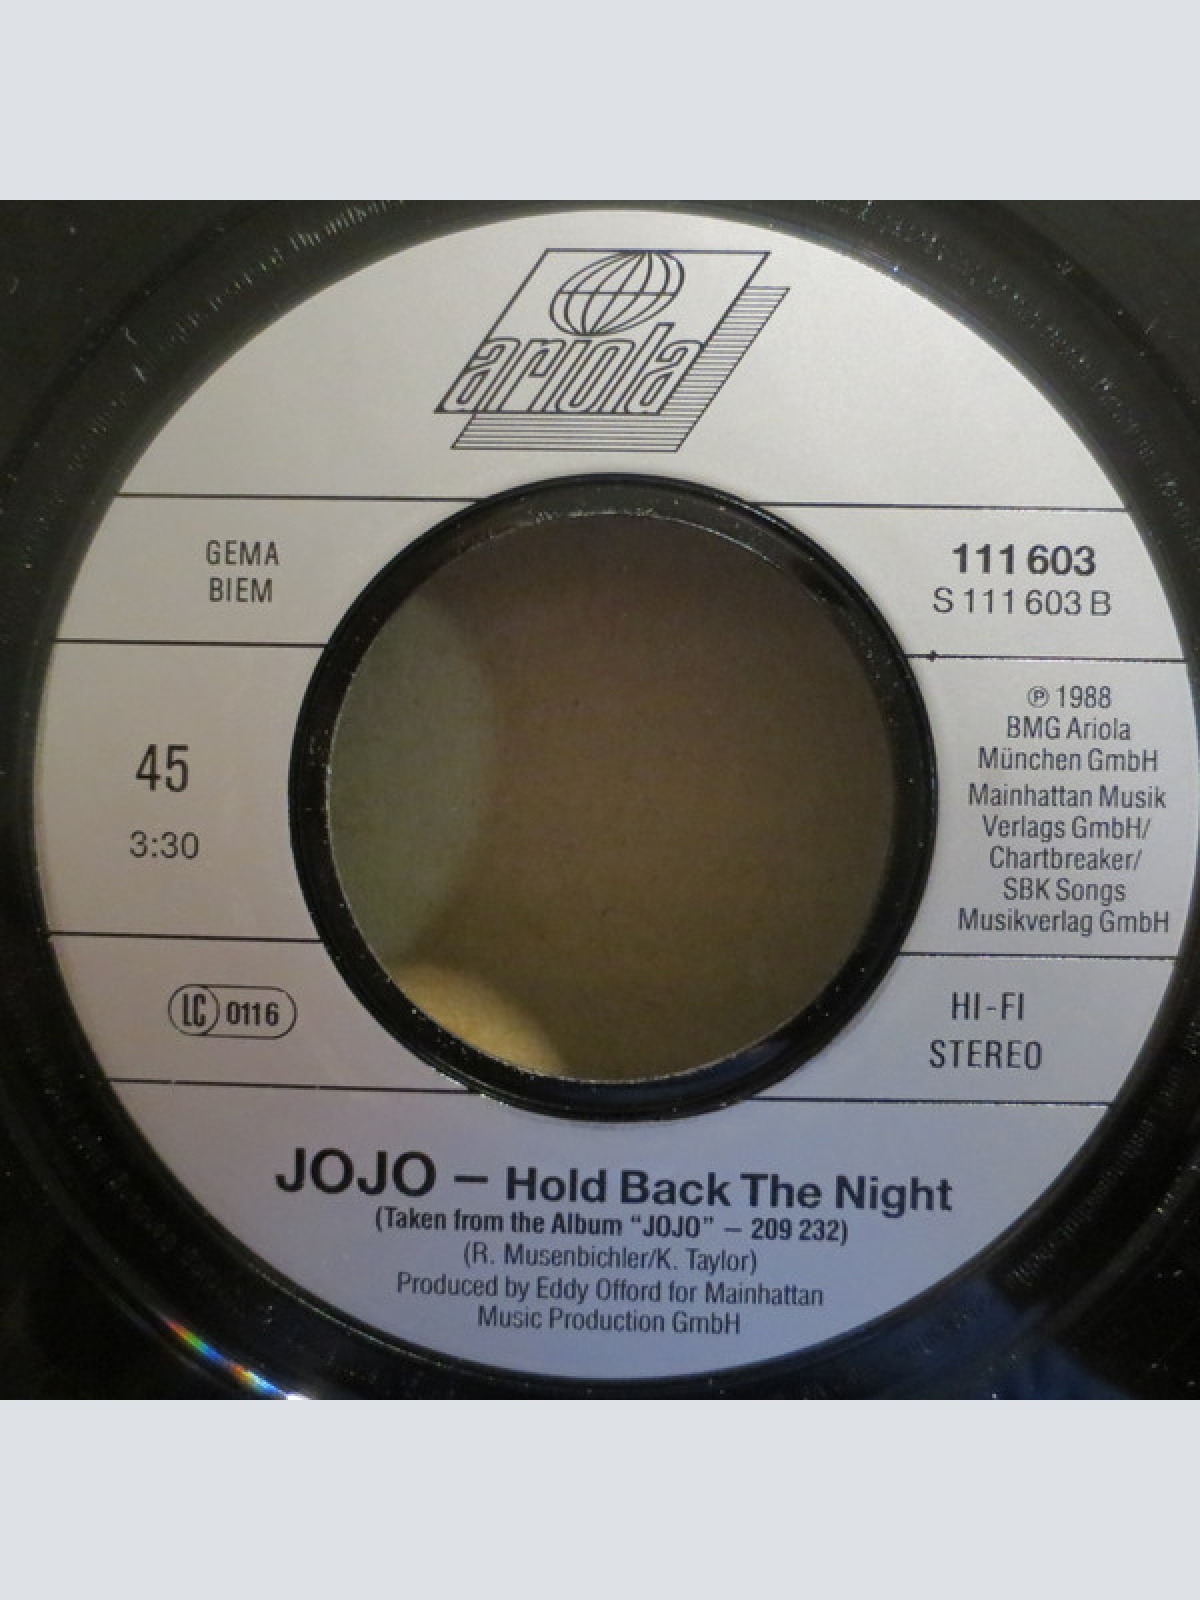 ariola
GEMA
BIEM
111 603
S 111 603 B
45
3:30
℗ 1988
BMG Ariola
München GmbH
Mainhattan Musik
Verlags GmbH/
Chartbreaker/
SBK Songs
Musikverlag GmbH
LC 0116
HI-FI
STEREO
JOJO – Hold Back The Night
(Taken from the Album “JOJO” – 209 232)
(R. Musenbichler/K. Taylor)
Produced by Eddy Offord for Mainhattan
Music Production GmbH